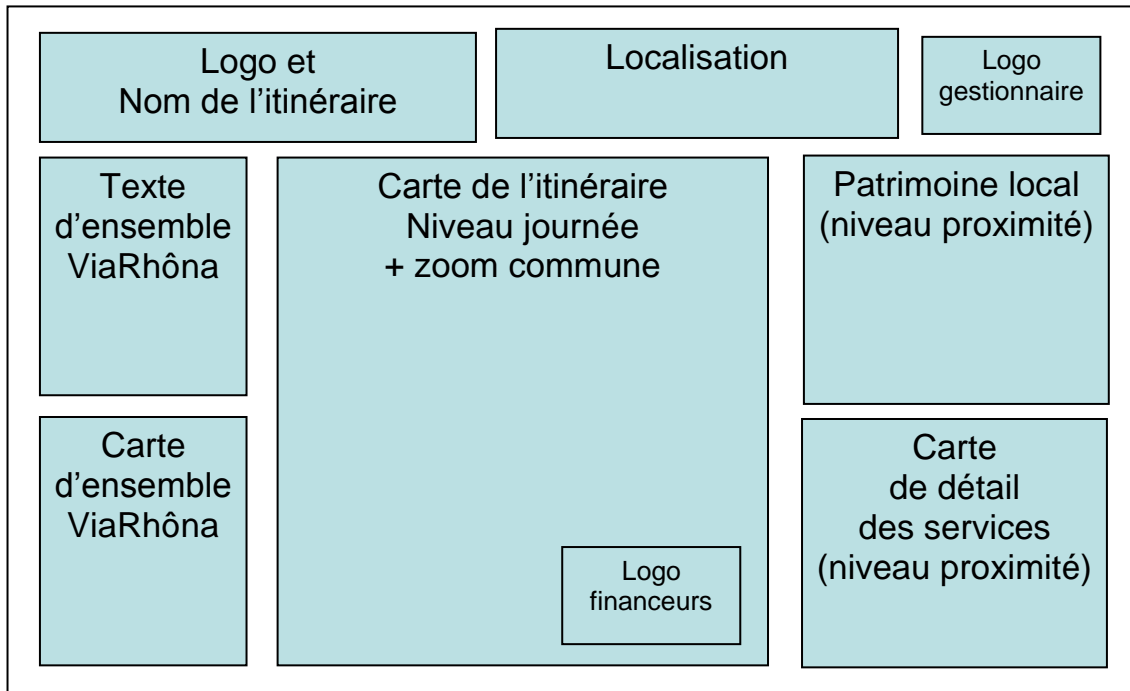 Logo et
Nom de l’itinéraire
Localisation
Logo
gestionnaire
Texte
d’ensemble
ViaRhôna
Carte de l’itinéraire
Niveau journée
+ zoom commune
Patrimoine local
(niveau proximité)
Carte
d’ensemble
ViaRhôna
Logo
financeurs
Carte
de détail
des services
(niveau proximité)